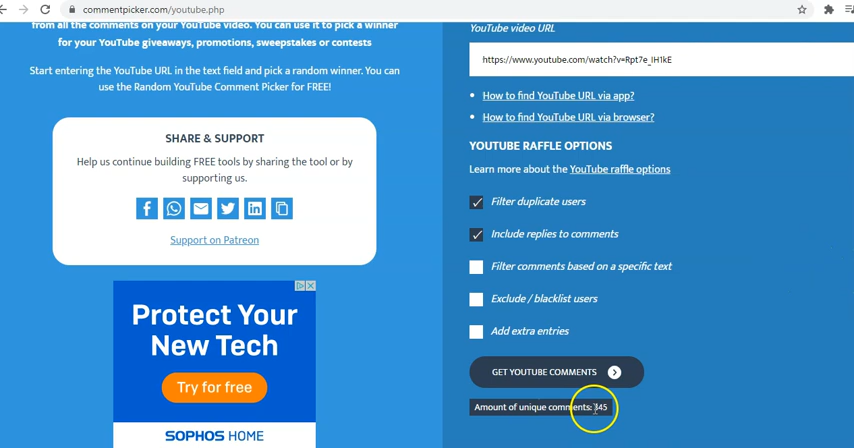 commentpicker.com/youtube.php
from all the comments on your YouTube video. You can use it to pick a winner
for your YouTube giveaways, promotions, sweepstakes or contests
Start entering the YouTube URL in the text field and pick a random winner. You can
use the Random YouTube Comment Picker for FREE!
SHARE & SUPPORT
Help us continue building FREE tools by sharing the tool or by
supporting us.
Support on Patreon
Protect Your
New Tech
Try for free
SOPHOS HOME
YouTube video URL
https://www.youtube.com/watch?v=Rpt7e_IH1kE
How to find YouTube URL via app?
How to find YouTube URL via browser?
YOUTUBE RAFFLE OPTIONS
Learn more about the YouTube raffle options
Filter duplicate users
Include replies to comments
Filter comments based on a specific text
Exclude / blacklist users
Add extra entries
GET YOUTUBE COMMENTS
Amount of unique comments: